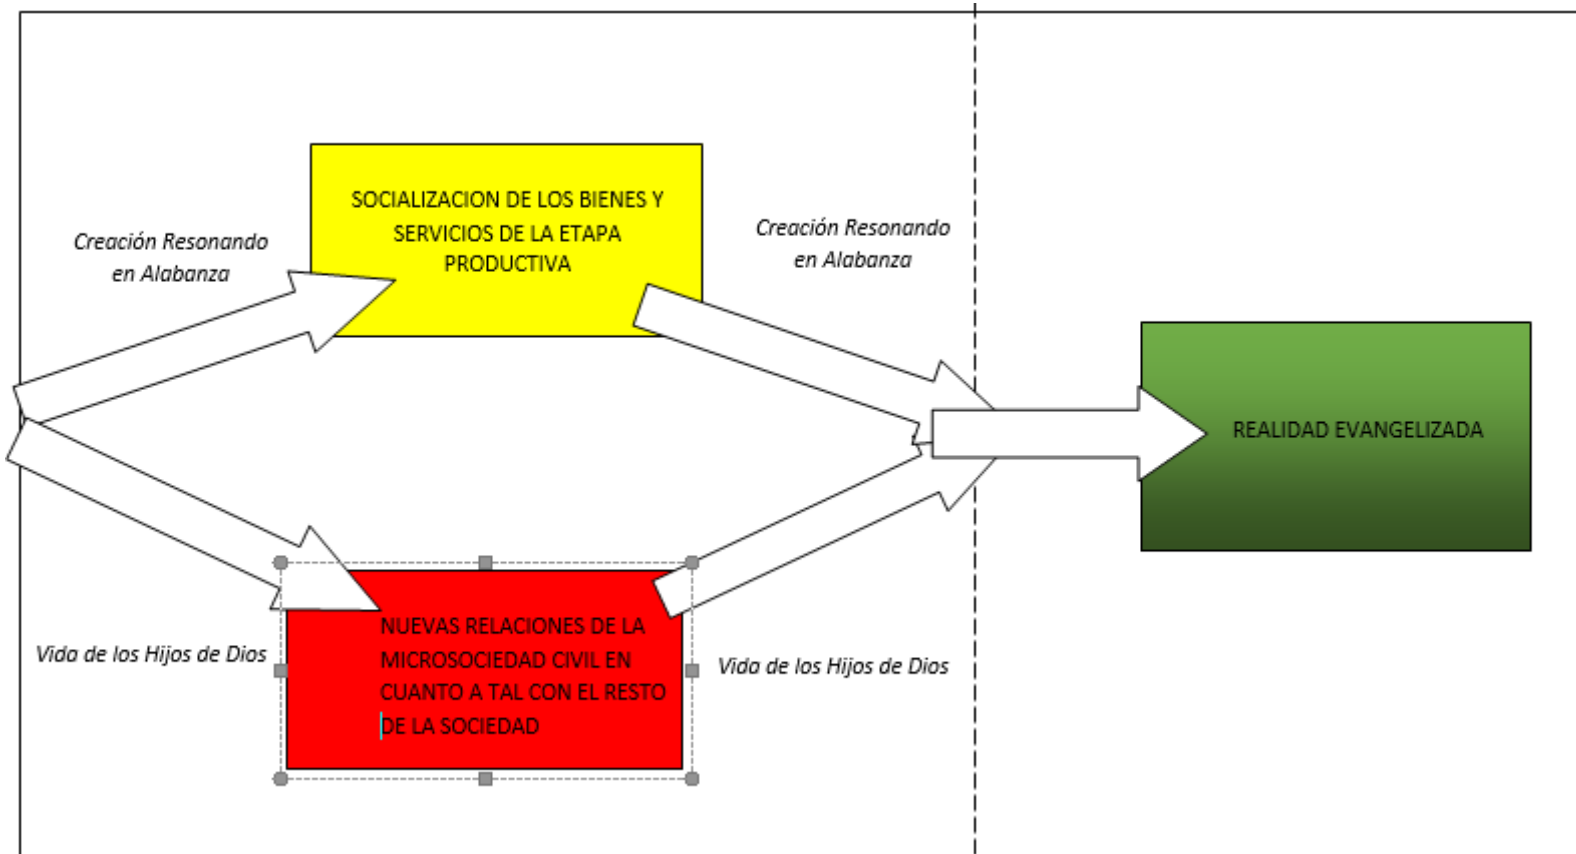 SOCIALIZACION DE LOS BIENES Y
SERVICIOS DE LA ETAPA
PRODUCTIVA
Creación Resonando
en Alabanza
Creación Resonando
en Alabanza
REALIDAD EVANGELIZADA
NUEVAS RELACIONES DE LA
MICROSOCIEDAD CIVIL EN
CUANTO A TAL CON EL RESTO
DE LA SOCIEDAD
Vida de los Hijos de Dios
Vida de los Hijos de Dios